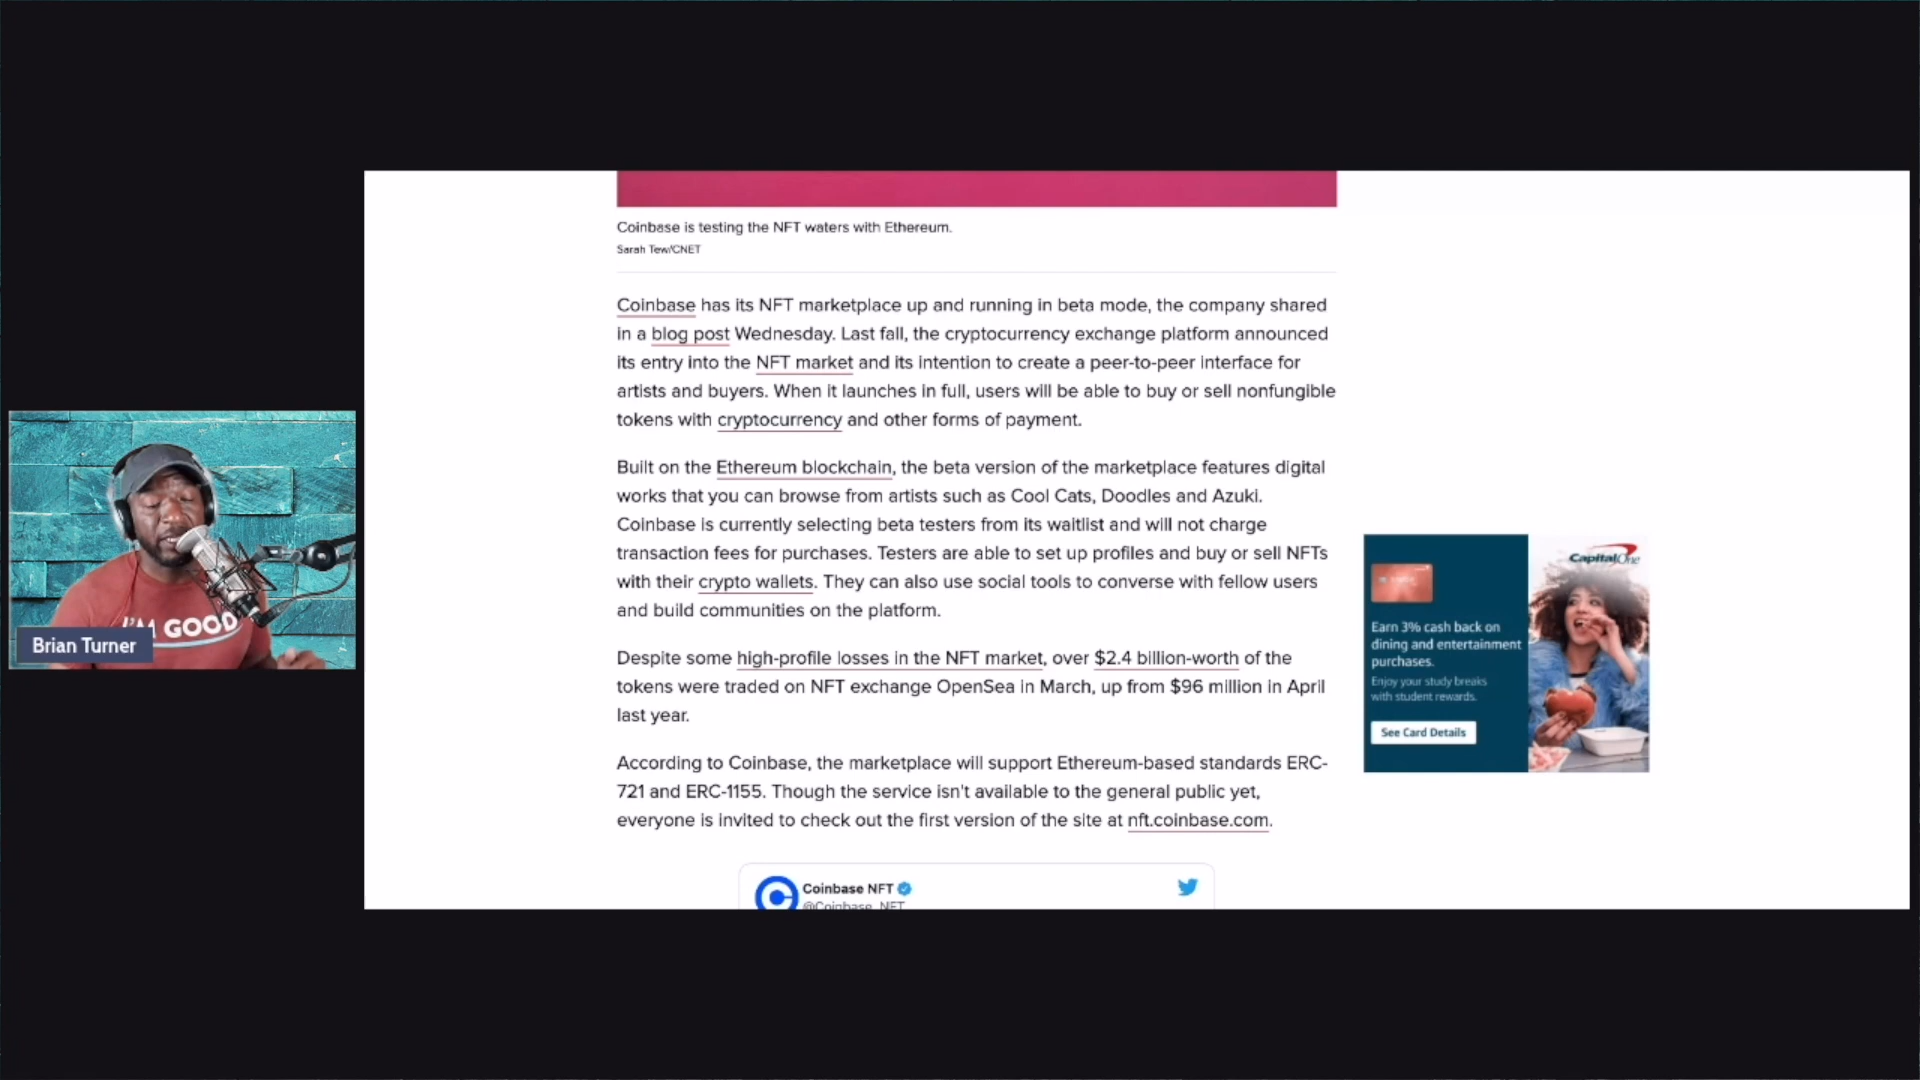 Coinbase is testing the NFT waters with Ethereum.
Sarah Tew/CNET
Coinbase has its NFT marketplace up and running in beta mode, the company shared
in a blog post Wednesday. Last fall, the cryptocurrency exchange platform announced
its entry into the NFT market and its intention to create a peer-to-peer interface for
artists and buyers. When it launches in full, users will be able to buy or sell nonfungible
tokens with cryptocurrency and other forms of payment.
Built on the Ethereum blockchain, the beta version of the marketplace features digital
works that you can browse from artists such as Cool Cats, Doodles and Azuki.
Coinbase is currently selecting beta testers from its waitlist and will not charge
transaction fees for purchases. Testers are able to set up profiles and buy or sell NFTs
with their crypto wallets. They can also use social tools to converse with fellow users
and build communities on the platform.
Despite some high-profile losses in the NFT market, over $2.4 billion-worth of the
tokens were traded on NFT exchange OpenSea in March, up from $96 million in April
last year.
According to Coinbase, the marketplace will support Ethereum-based standards ERC-
721 and ERC-1155. Though the service isn't available to the general public yet,
everyone is invited to check out the first version of the site at nft.coinbase.com.
Coinbase NFT
@Coinbase_NFT
I'M GOOD
Brian Turner
CapitalOne
Earn 3% cash back on
dining and entertainment
purchases.
Enjoy your study breaks
with student rewards.
See Card Details